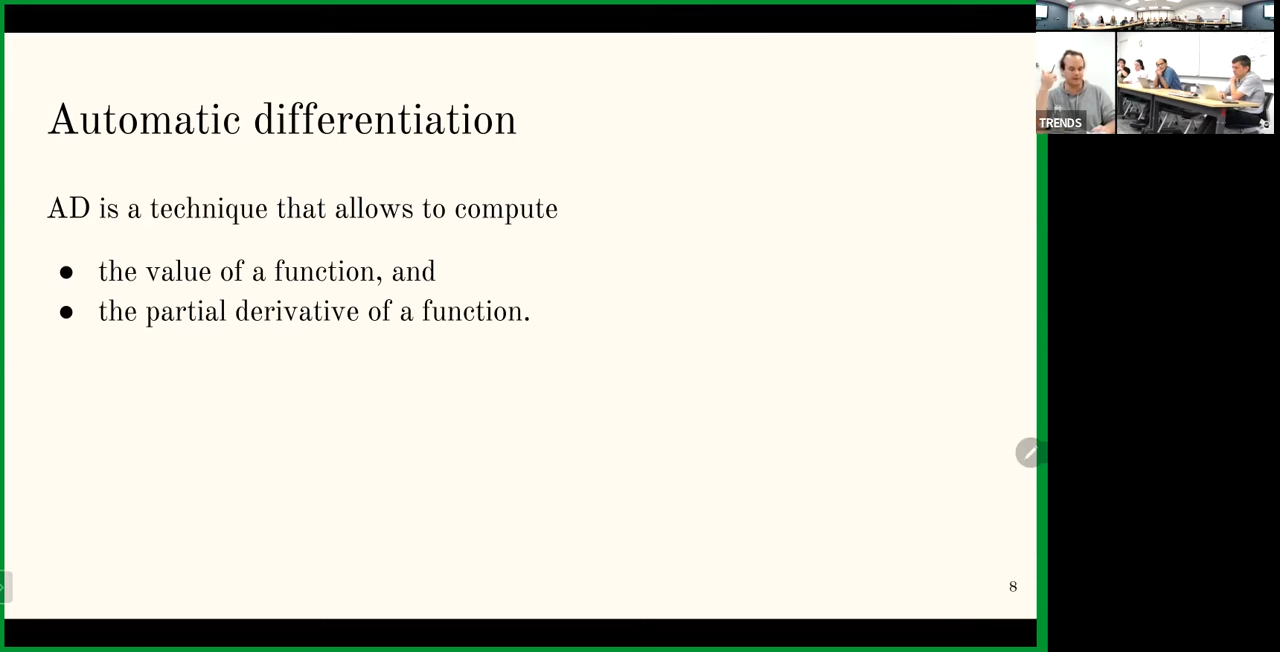 Automatic differentiation
AD is a technique that allows to compute
● the value of a function, and
● the partial derivative of a function.
8
TRENDS